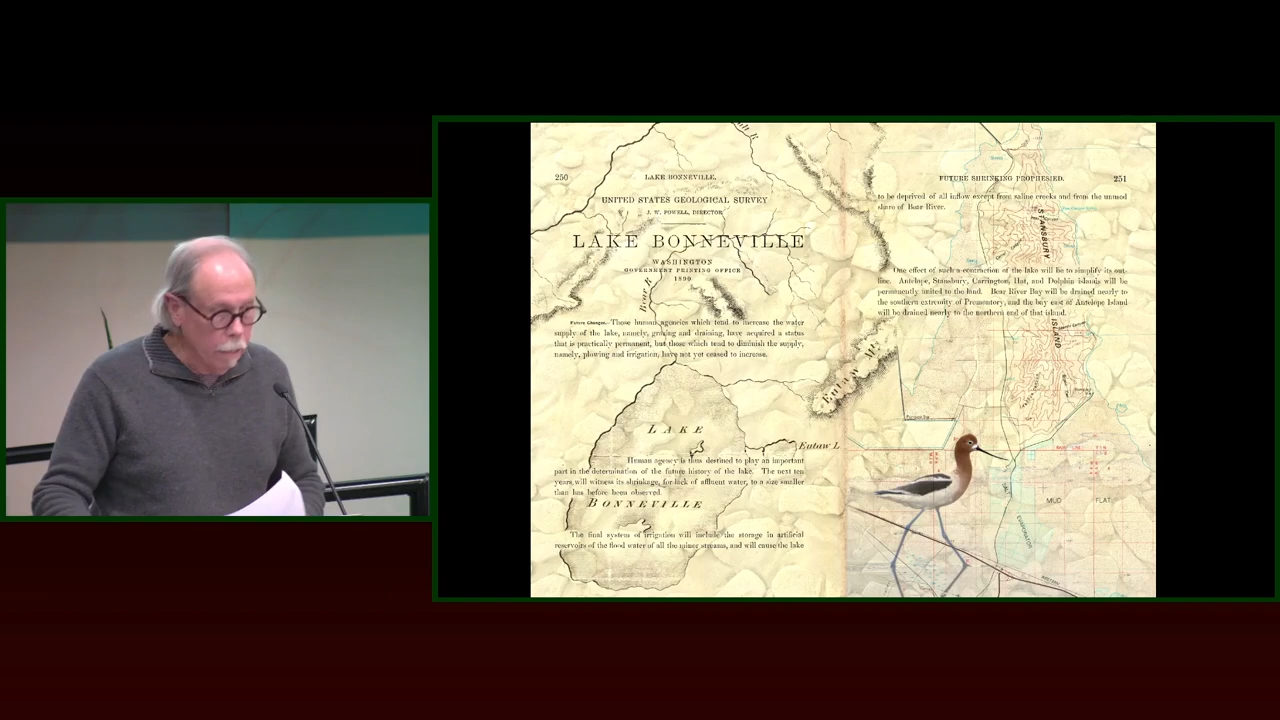 250
LAKE BONNEVILLE.
UNITED STATES GEOLOGICAL SURVEY
J. W. POWELL, DIRECTOR
LAKE BONNEVILLE
WASHINGTON
GOVERNMENT PRINTING OFFICE
1890
Future Changes.—Those human agencies which tend to increase the water
supply of the lake, namely, grazing and draining, have acquired a status
that is practically permanent, but those which tend to diminish the supply,
namely, plowing and irrigation, have not yet ceased to increase.
LAKE
Human agency is thus destined to play an important
part in the determination of the future history of the lake. The next ten
years will witness its shrinkage, for lack of affluent water, to a size smaller
than has before been observed.
BONNEVILLE
The final system of irrigation will include the storage in artificial
reservoirs of the flood water of all the minor streams, and will cause the lake
Eutaw Mts
Eutaw L
FUTURE SHRINKING PROPHESIED.
251
to be deprived of all inflow except from saline creeks and from the unused
share of Bear River.
STANSBURY
One effect of such a contraction of the lake will be to simplify its out-
line. Antelope, Stansbury, Carrington, Hat, and Dolphin islands will be
permanently united to the land. Bear River Bay will be drained nearly to
the southern extremity of Promontory, and the bay east of Antelope Island
will be drained nearly to the northern end of that island.
ISLAND
MUD FLAT
EVAPORATOR